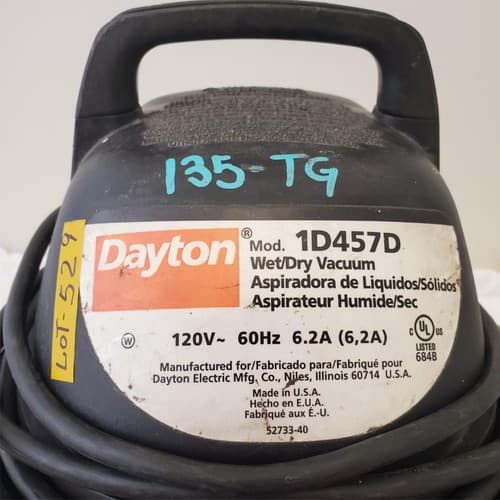 135-TG
LOT-529
Dayton®
Mod. 1D457D
Wet/Dry Vacuum
Aspiradora de Liquidos/Sólidos
Aspirateur Humide/Sec
W
120V~ 60Hz 6.2A (6,2A)
C UL US
LISTED
684B
Manufactured for/Fabricado para/Fabriqué pour
Dayton Electric Mfg. Co., Niles, Illinois 60714 U.S.A.
Made in U.S.A.
Hecho en E.U.A.
Fabriqué aux É.-U.
52733-40